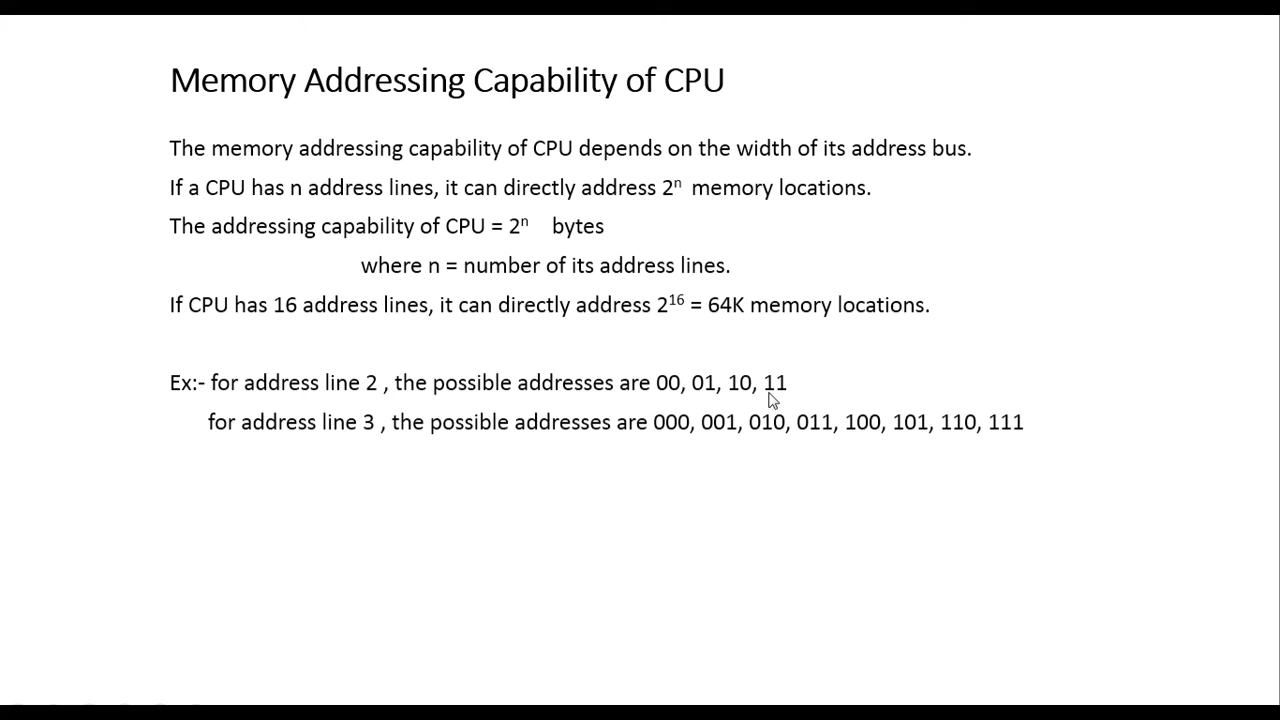 Memory Addressing Capability of CPU
The memory addressing capability of CPU depends on the width of its address bus.
If a CPU has n address lines, it can directly address 2ⁿ memory locations.
The addressing capability of CPU = 2ⁿ bytes
where n = number of its address lines.
If CPU has 16 address lines, it can directly address 2¹⁶ = 64K memory locations.
Ex:- for address line 2 , the possible addresses are 00, 01, 10, 11
for address line 3 , the possible addresses are 000, 001, 010, 011, 100, 101, 110, 111